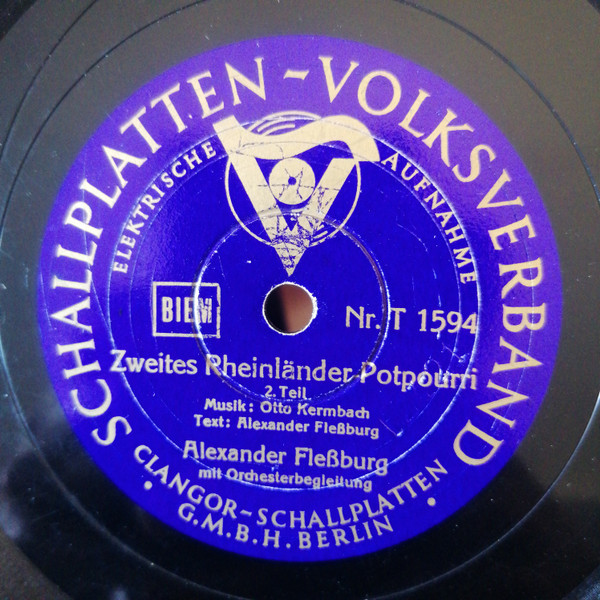 SCHALLPLATTEN-VOLKSVERBAND
ELEKTRISCHE AUFNAHME
BIEM
Nr. T 1594
Zweites Rheinländer-Potpourri
2. Teil
Musik: Otto Kermbach
Text: Alexander Fleßburg
Alexander Fleßburg
mit Orchesterbegleitung
CLANGOR-SCHALLPLATTEN
G.M.B.H. BERLIN